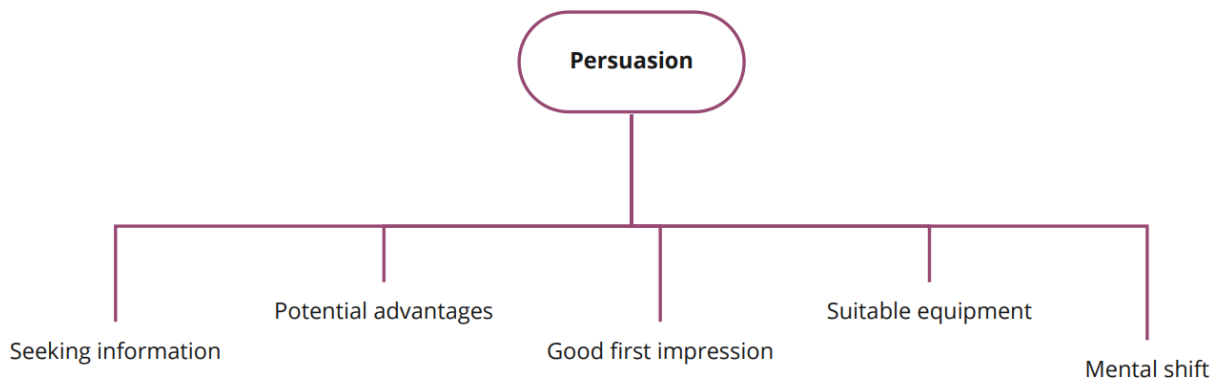 Persuasion
Potential advantages
Suitable equipment
Seeking information
Good first impression
Mental shift